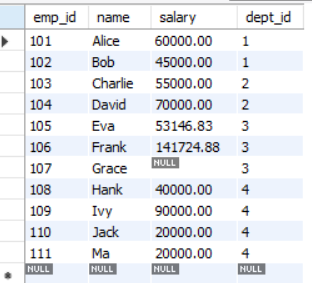 emp_id name salary dept_id
101 Alice 60000.00 1
102 Bob 45000.00 1
103 Charlie 55000.00 2
104 David 70000.00 2
105 Eva 53146.83 3
106 Frank 141724.88 3
107 Grace NULL 3
108 Hank 40000.00 4
109 Ivy 90000.00 4
110 Jack 20000.00 4
111 Ma 20000.00 4
NULL NULL NULL NULL